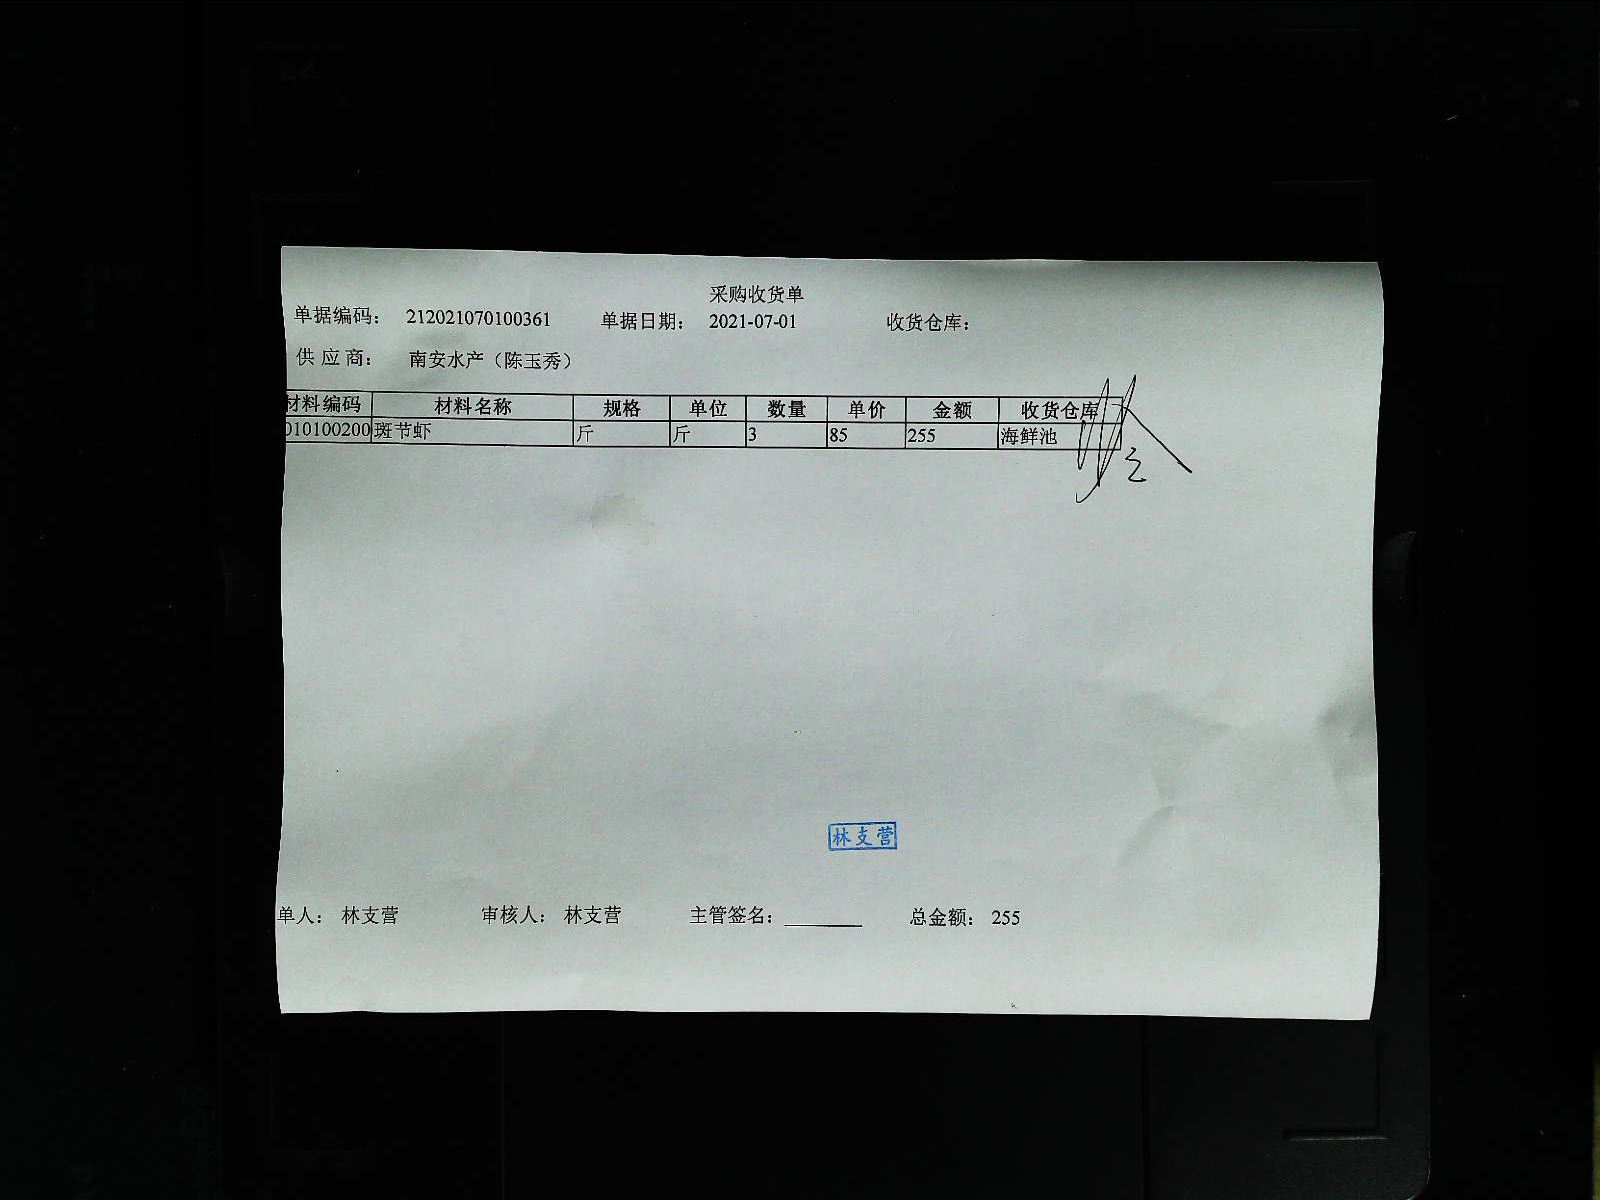 采购收货单
单据编码： 212021070100361 单据日期： 2021-07-01 收货仓库：
供 应 商： 南安水产（陈玉秀）
材料编码 材料名称 规格 单位 数量 单价 金额 收货仓库
010100200 斑节虾 斤 斤 3 85 255 海鲜池
林支营
单人： 林支营 审核人： 林支营 主管签名： 总金额： 255